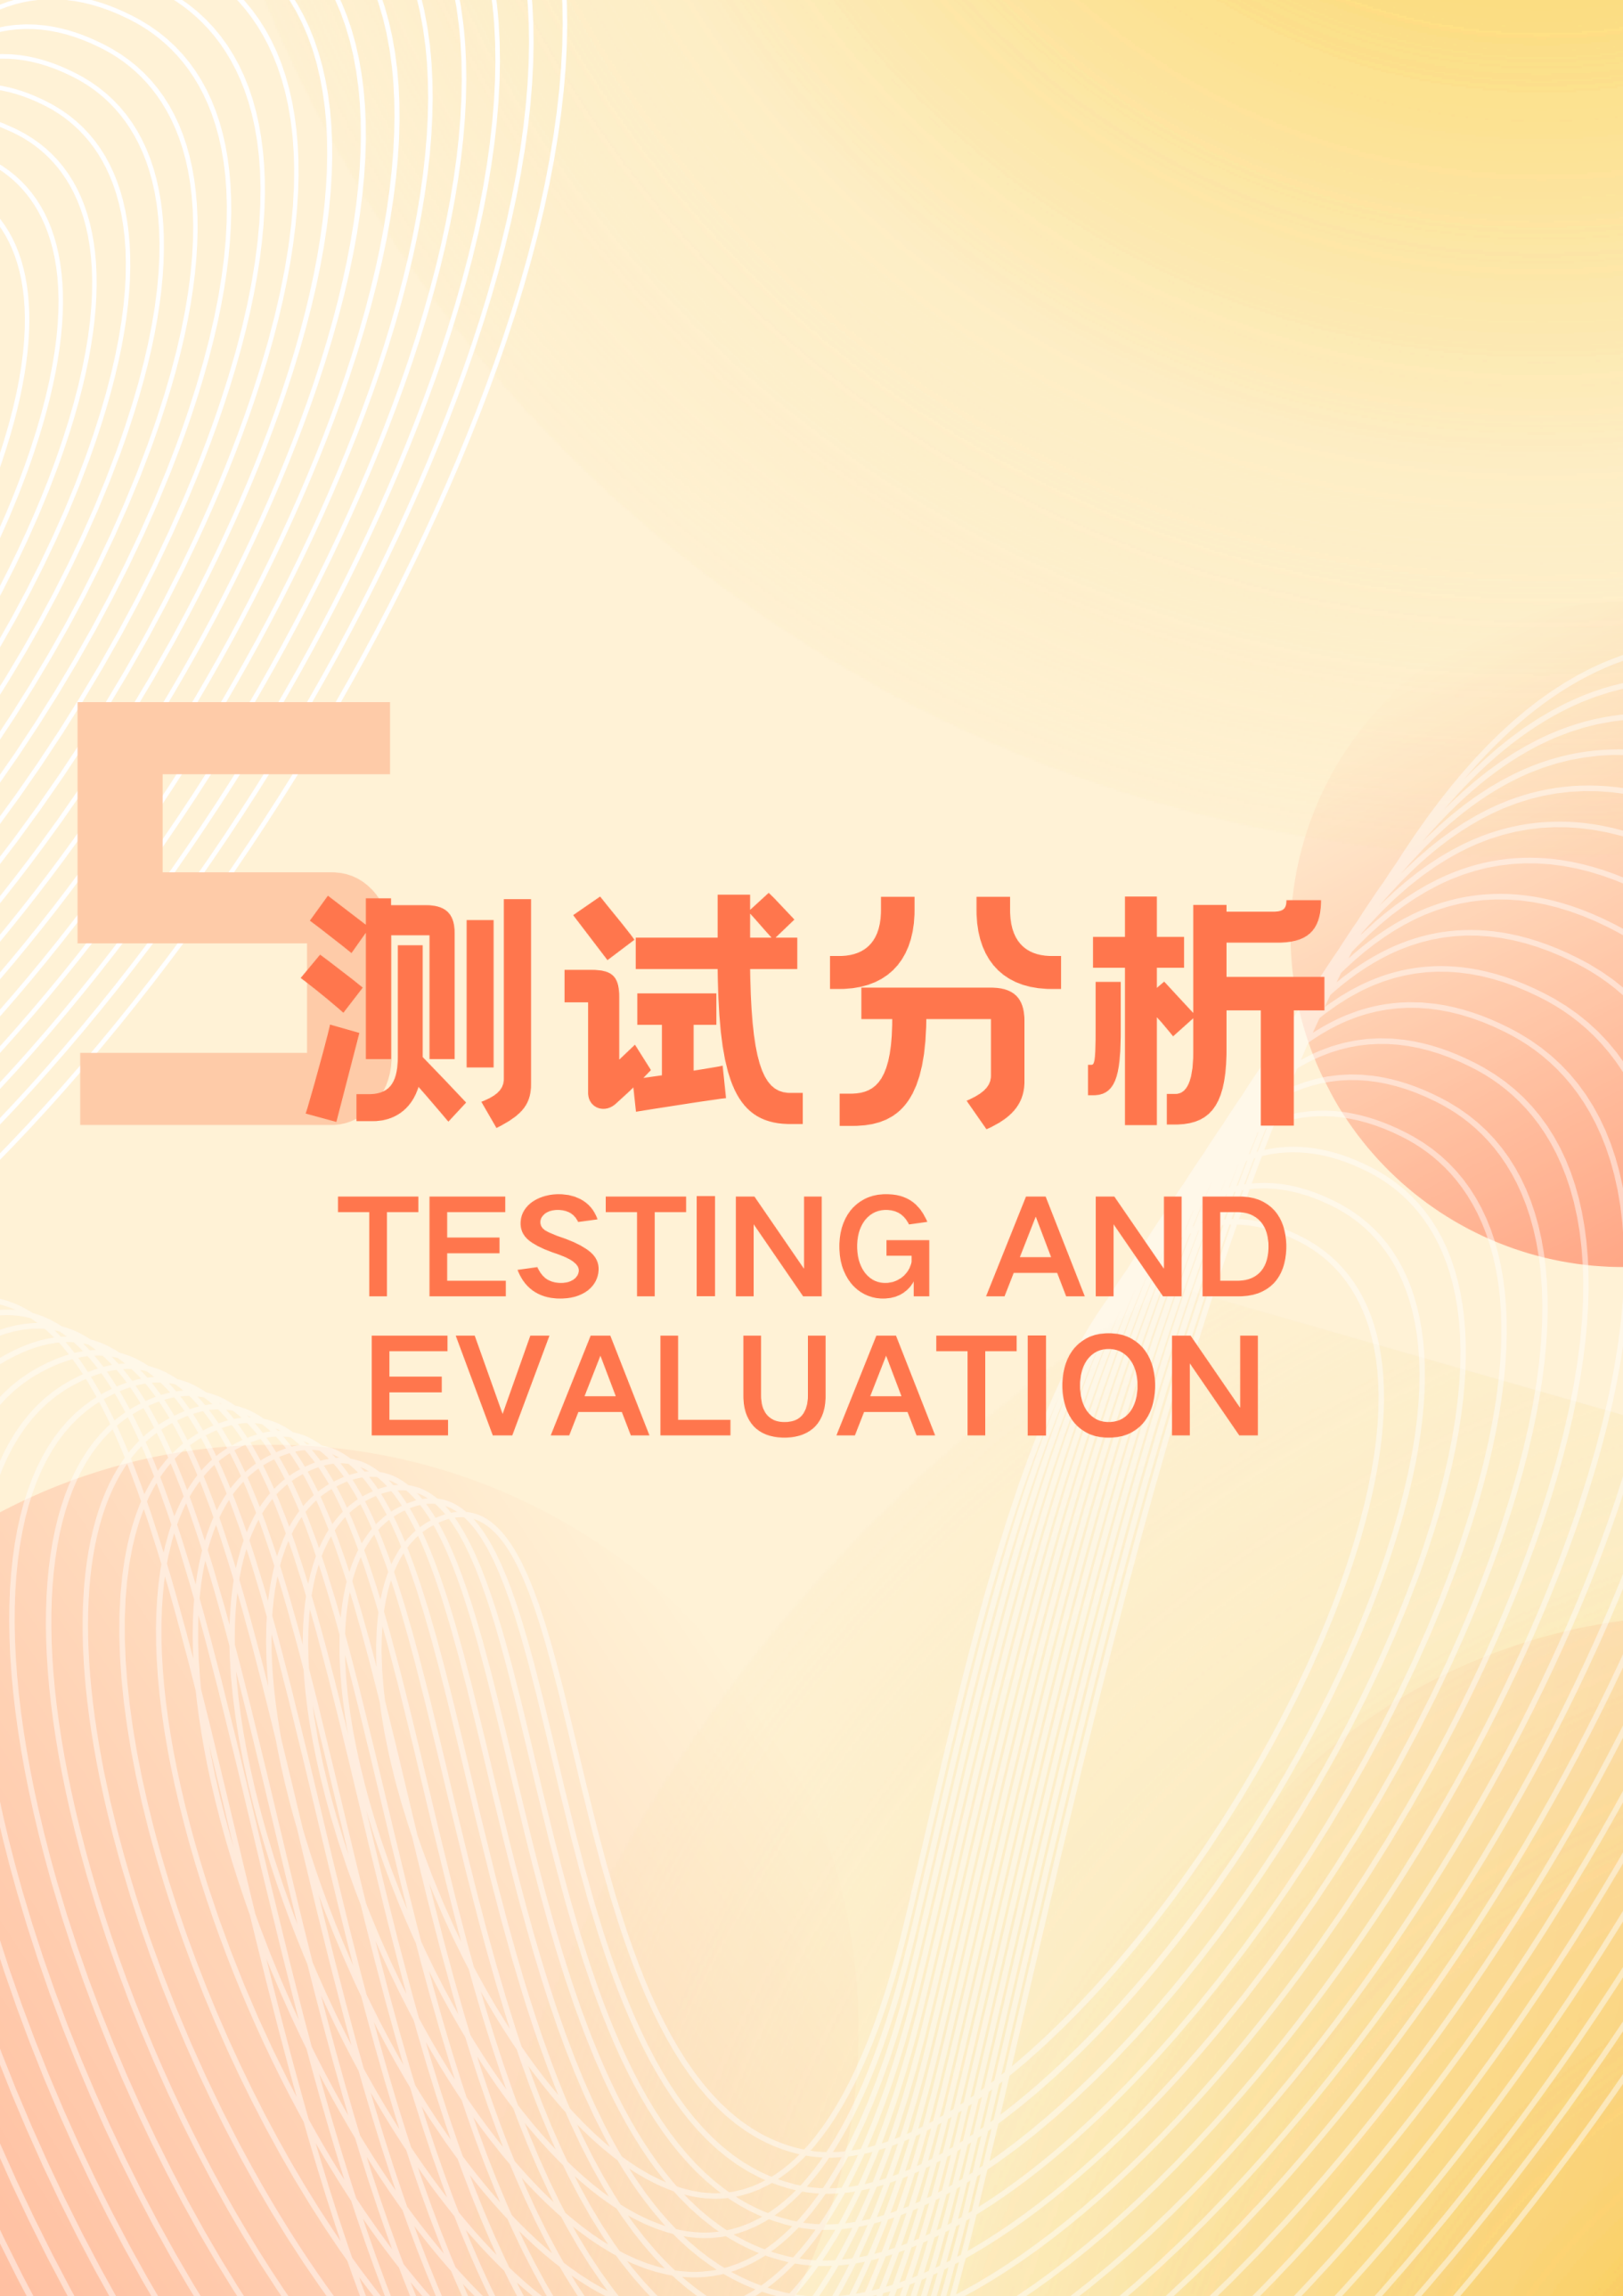 5
测试分析
TESTING AND
EVALUATION